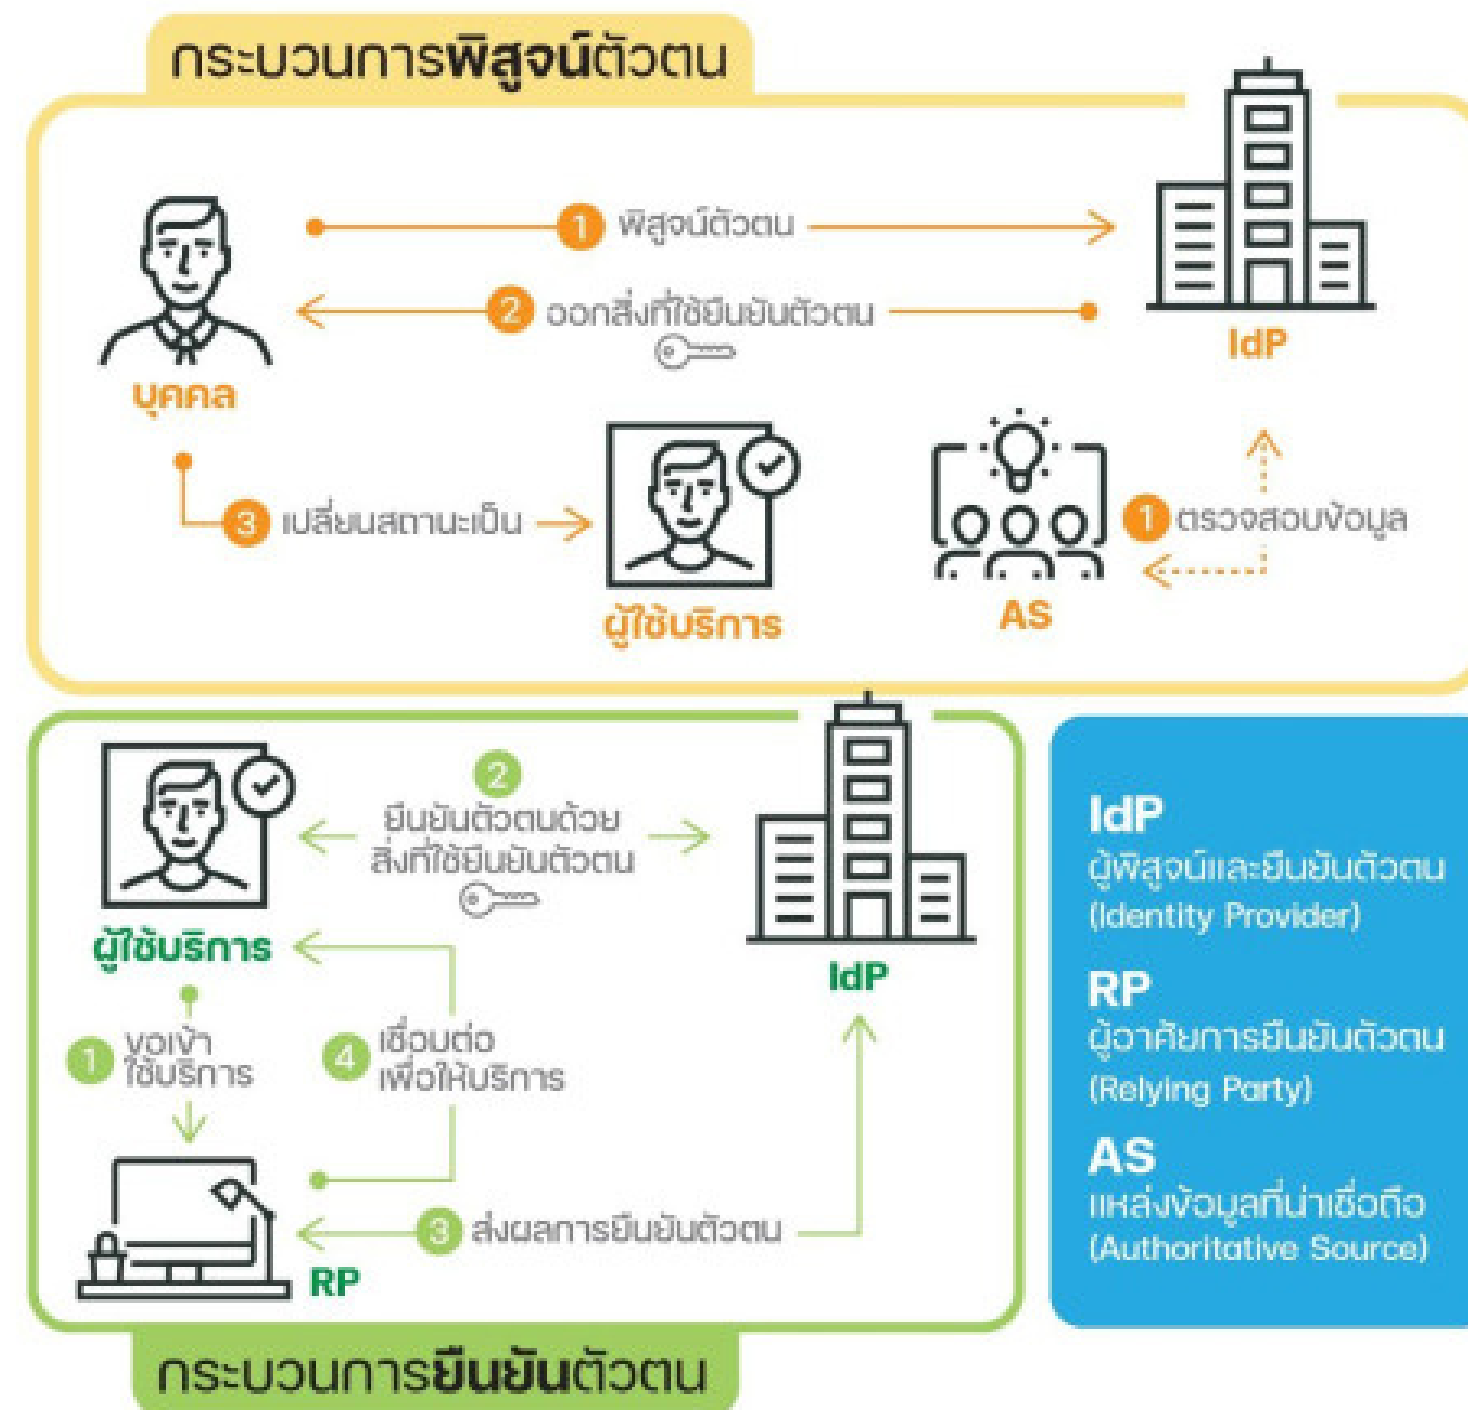 กระบวนการพิสูจน์ตัวตน
1 พิสูจน์ตัวตน
2 ออกสิ่งที่ใช้ยืนยันตัวตน
IdP
บุคคล
3 เปลี่ยนสถานะเป็น
ผู้ใช้บริการ
1 ตรวจสอบข้อมูล
AS
2
ยืนยันตัวตนด้วย
สิ่งที่ใช้ยืนยันตัวตน
ผู้ใช้บริการ
IdP
1 ขอเข้า
ใช้บริการ
4 เชื่อมต่อ
เพื่อให้บริการ
3 ส่งผลการยืนยันตัวตน
RP
กระบวนการยืนยันตัวตน
IdP
ผู้พิสูจน์และยืนยันตัวตน
(Identity Provider)
RP
ผู้อาศัยการยืนยันตัวตน
(Relying Party)
AS
แหล่งข้อมูลที่น่าเชื่อถือ
(Authoritative Source)